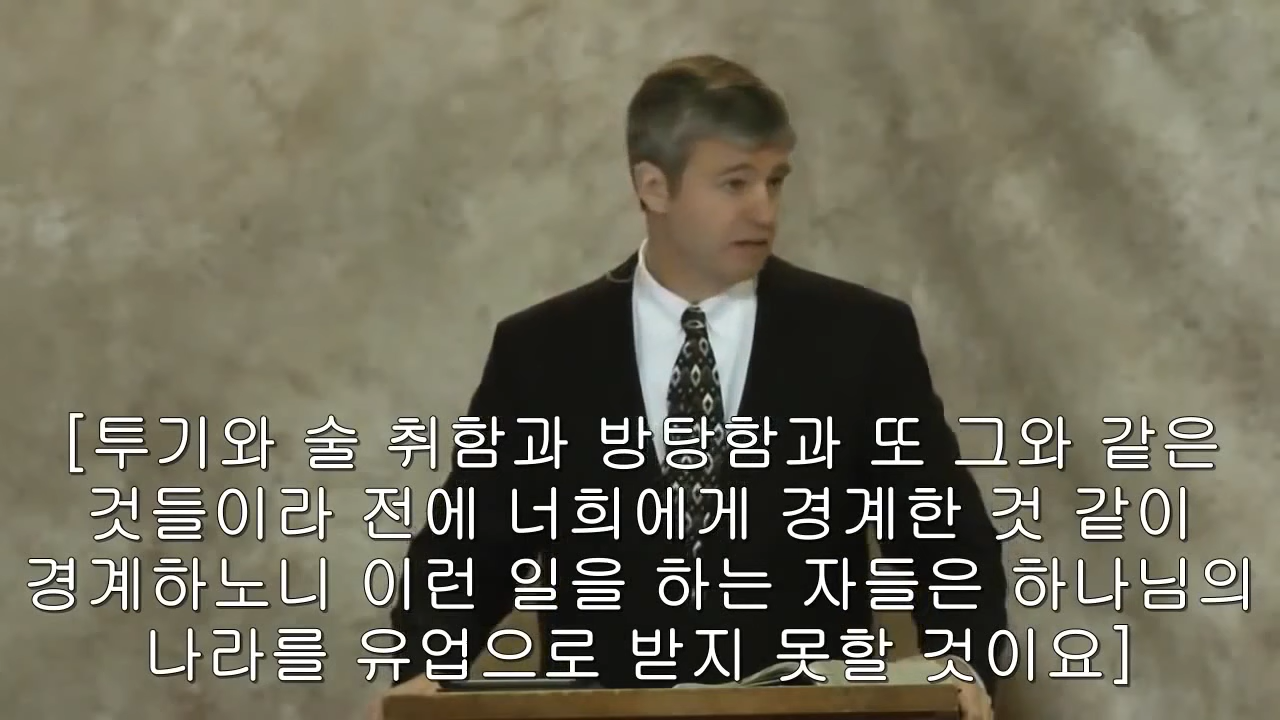 [투기와 술 취함과 방탕함과 또 그와 같은
것들이라 전에 너희에게 경계한 것 같이
경계하노니 이런 일을 하는 자들은 하나님의
나라를 유업으로 받지 못할 것이요]